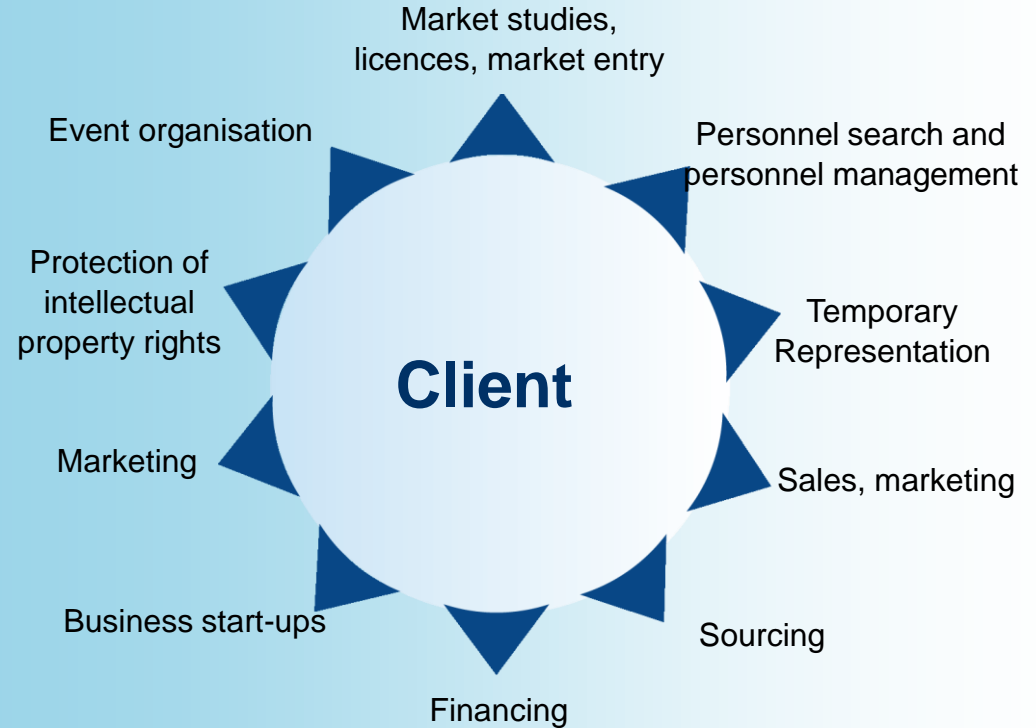 Market studies,
licences, market entry
Event organisation
Personnel search and
personnel management
Protection of
intellectual
property rights
Temporary
Representation
Client
Marketing
Sales, marketing
Business start-ups
Sourcing
Financing